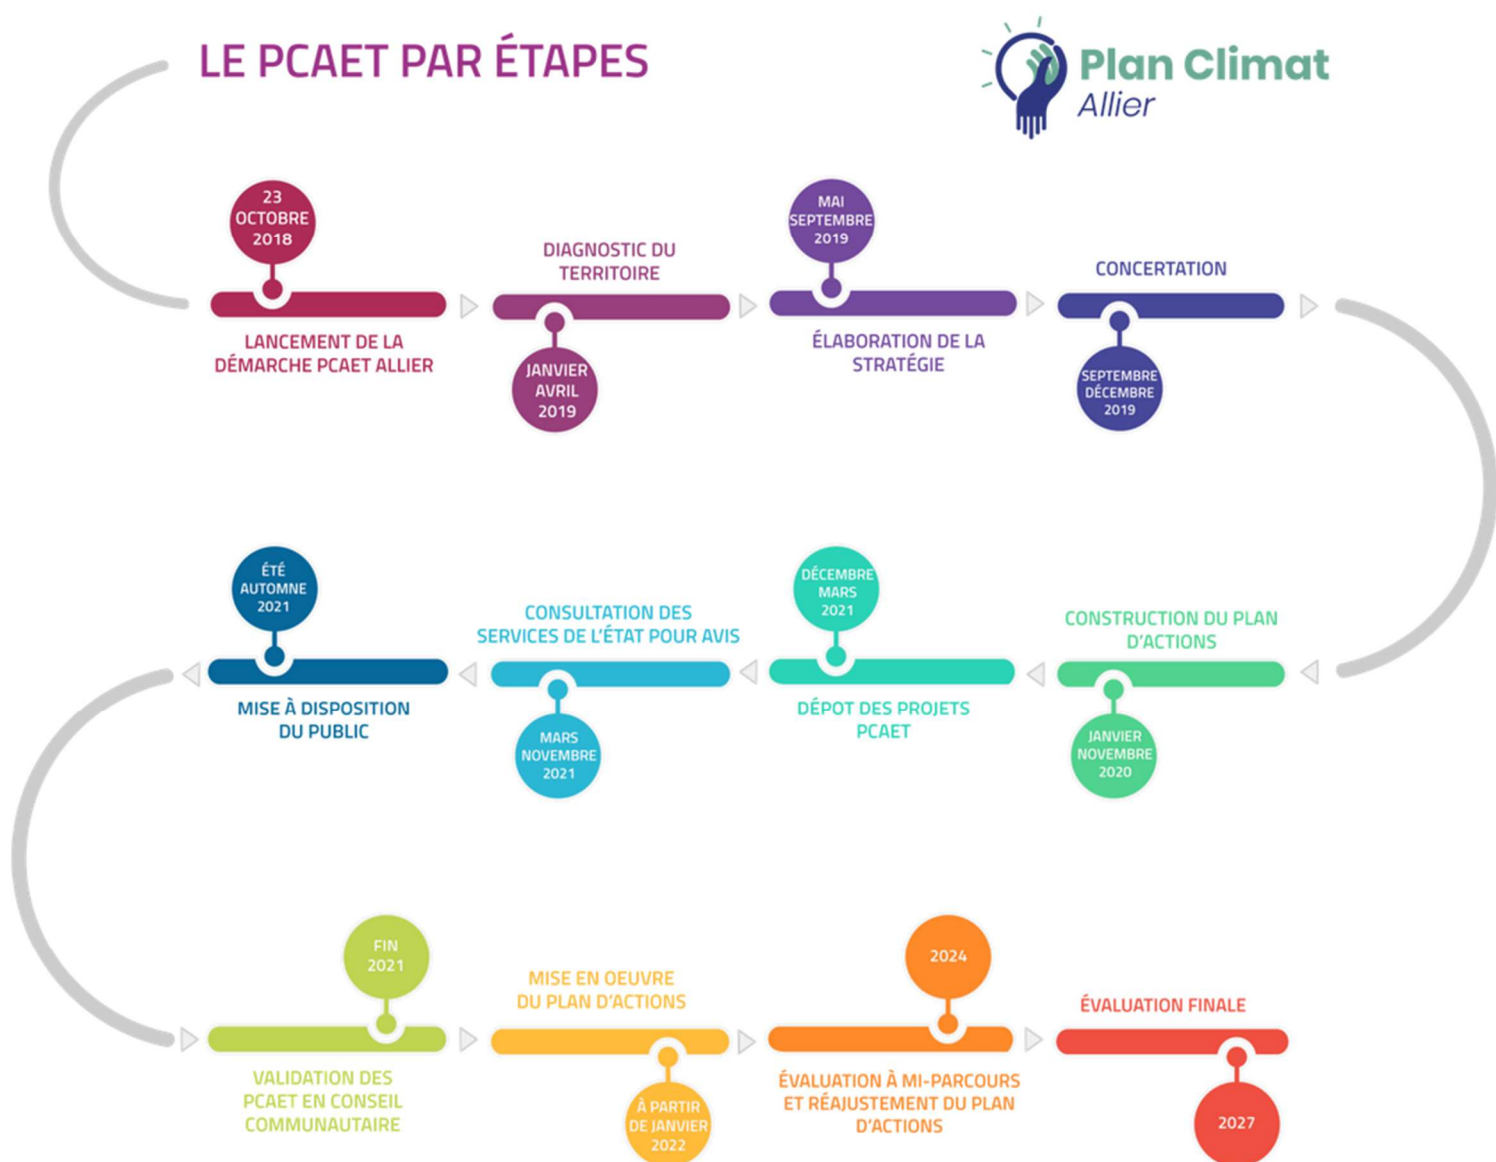 LE PCAET PAR ÉTAPES
Plan Climat
Allier
23
OCTOBRE
2018
LANCEMENT DE LA
DÉMARCHE PCAET ALLIER
DIAGNOSTIC DU
TERRITOIRE
JANVIER
AVRIL
2019
MAI
SEPTEMBRE
2019
ÉLABORATION DE LA
STRATÉGIE
CONCERTATION
SEPTEMBRE
DÉCEMBRE
2019
CONSTRUCTION DU PLAN
D'ACTIONS
JANVIER
NOVEMBRE
2020
DÉCEMBRE
MARS
2021
DÉPOT DES PROJETS
PCAET
CONSULTATION DES
SERVICES DE L'ÉTAT POUR AVIS
MARS
NOVEMBRE
2021
ÉTÉ
AUTOMNE
2021
MISE À DISPOSITION
DU PUBLIC
FIN
2021
VALIDATION DES
PCAET EN CONSEIL
COMMUNAUTAIRE
MISE EN OEUVRE
DU PLAN D'ACTIONS
À PARTIR
DE JANVIER
2022
2024
ÉVALUATION À MI-PARCOURS
ET RÉAJUSTEMENT DU PLAN
D'ACTIONS
ÉVALUATION FINALE
2027